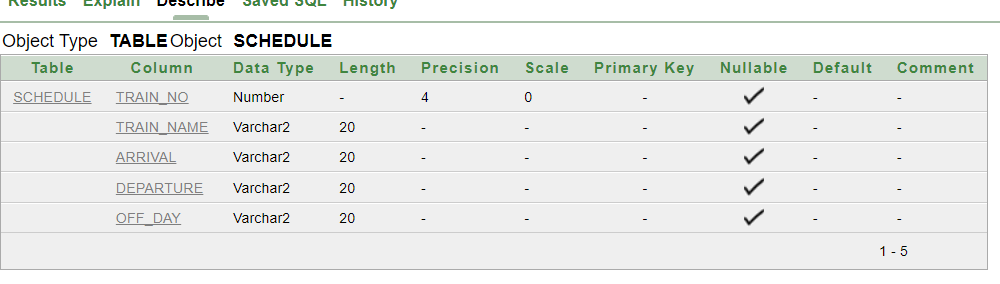 Results Explain Describe Saved SQL History
Object Type TABLE Object SCHEDULE
Table Column Data Type Length Precision Scale Primary Key Nullable Default Comment
SCHEDULE TRAIN_NO Number - 4 0 - - -
TRAIN_NAME Varchar2 20 - - - - -
ARRIVAL Varchar2 20 - - - - -
DEPARTURE Varchar2 20 - - - - -
OFF_DAY Varchar2 20 - - - - -
1 - 5